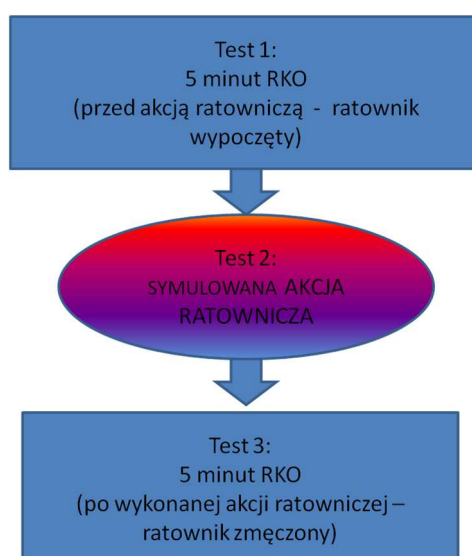 Test 1:
5 minut RKO
(przed akcją ratowniczą - ratownik
wypoczęty)
Test 2:
SYMULOWANA AKCJA
RATOWNICZA
Test 3:
5 minut RKO
(po wykonanej akcji ratowniczej –
ratownik zmęczony)